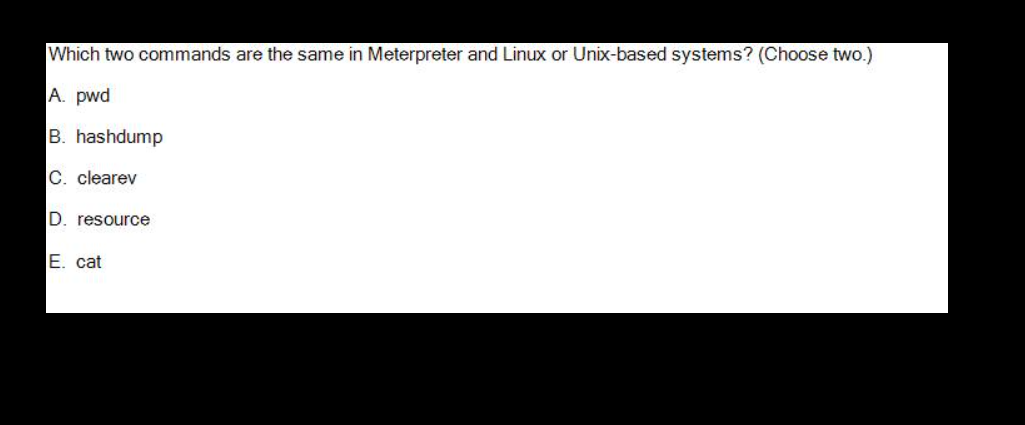 Which two commands are the same in Meterpreter and Linux or Unix-based systems? (Choose two.)
A. pwd
B. hashdump
C. clearev
D. resource
E. cat